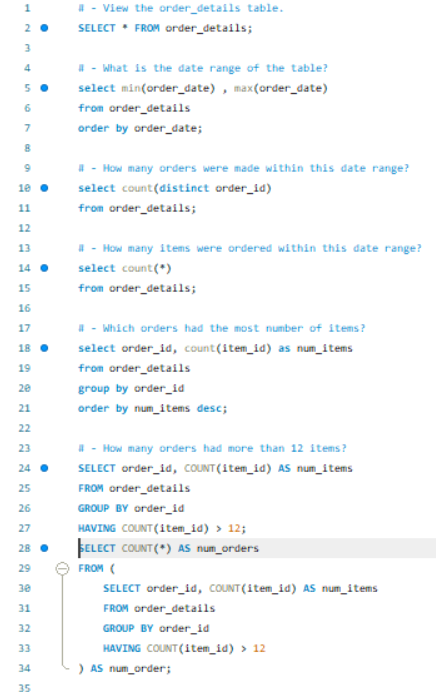 1 # - View the order_details table.
2 SELECT * FROM order_details;
3
4 # - What is the date range of the table?
5 select min(order_date) , max(order_date)
6 from order_details
7 order by order_date;
8
9 # - How many orders were made within this date range?
10 select count(distinct order_id)
11 from order_details;
12
13 # - How many items were ordered within this date range?
14 select count(*)
15 from order_details;
16
17 # - Which orders had the most number of items?
18 select order_id, count(item_id) as num_items
19 from order_details
20 group by order_id
21 order by num_items desc;
22
23 # - How many orders had more than 12 items?
24 SELECT order_id, COUNT(item_id) AS num_items
25 FROM order_details
26 GROUP BY order_id
27 HAVING COUNT(item_id) > 12;
28 SELECT COUNT(*) AS num_orders
29 FROM (
30 SELECT order_id, COUNT(item_id) AS num_items
31 FROM order_details
32 GROUP BY order_id
33 HAVING COUNT(item_id) > 12
34 ) AS num_order;
35